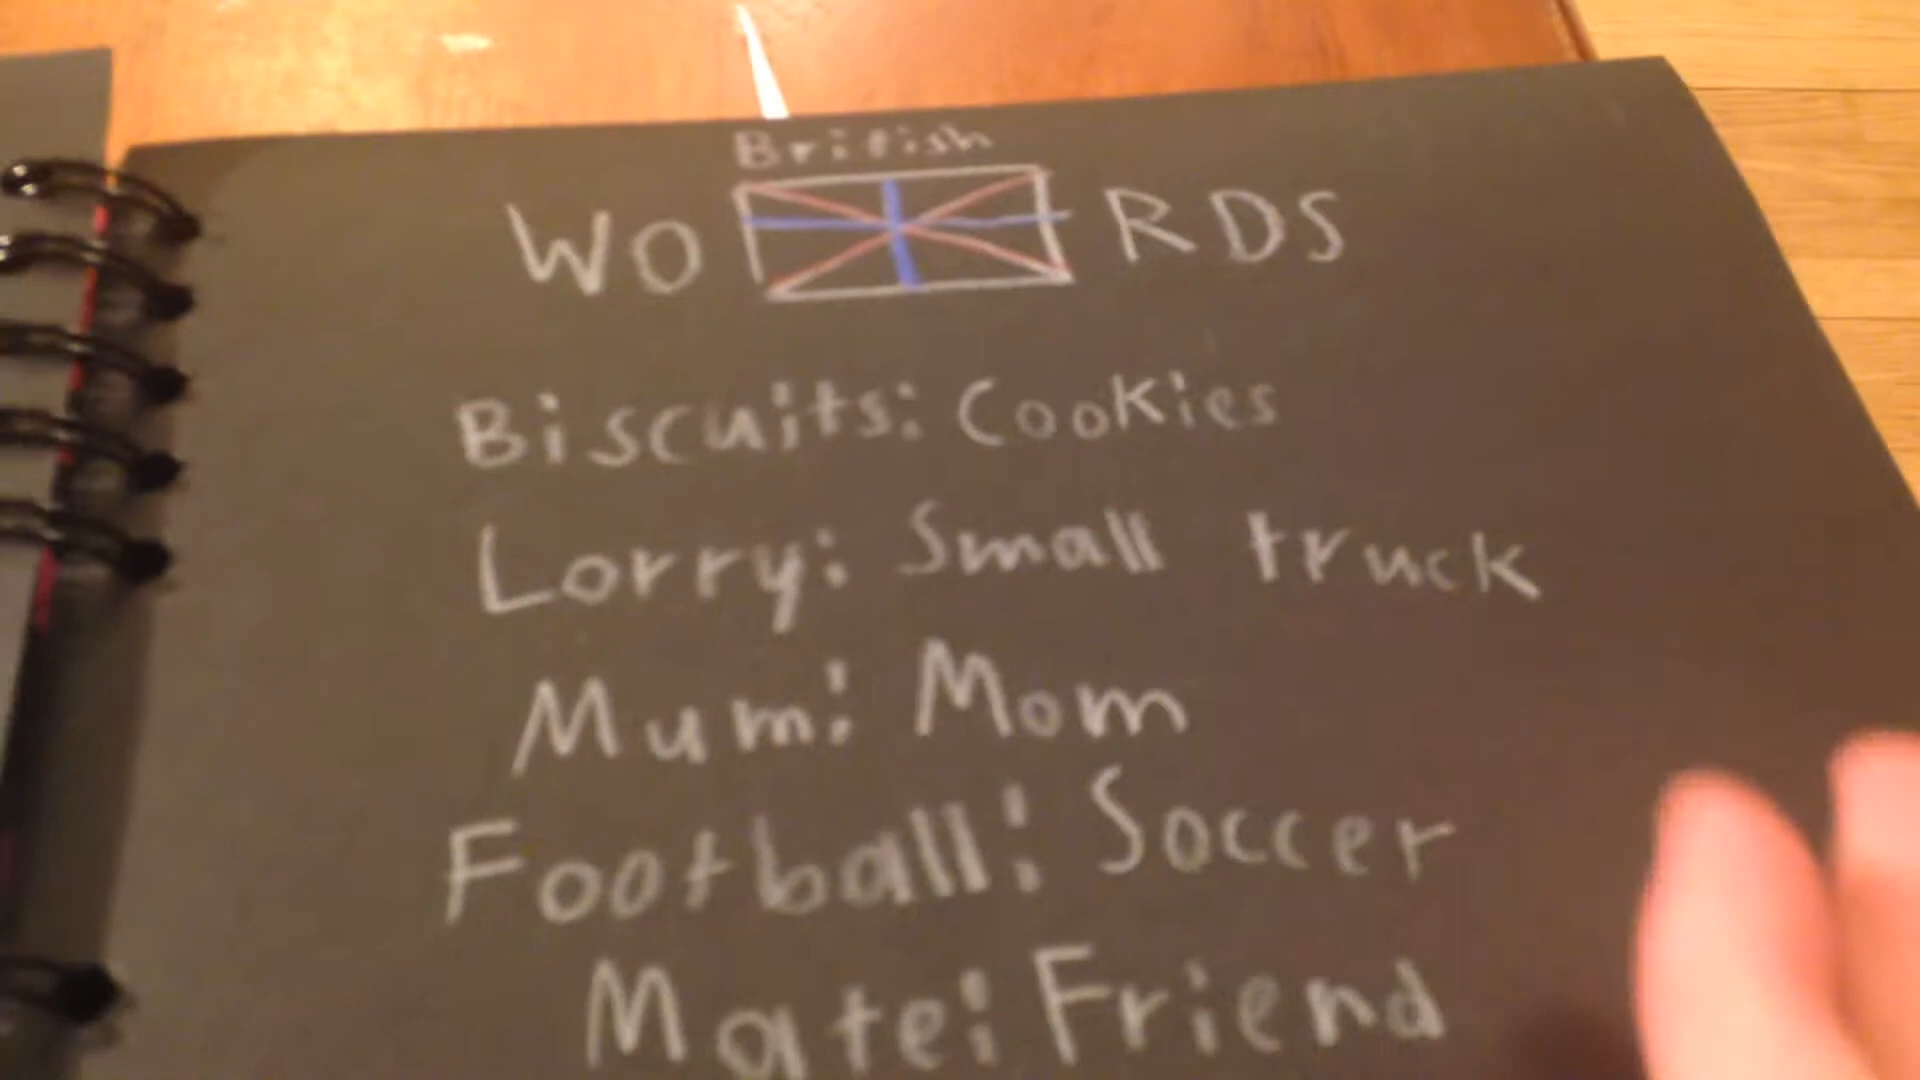 British
WO RDS
Biscuits: Cookies
Lorry: Small truck
Mum: Mom
Football: Soccer
Mate: Friend